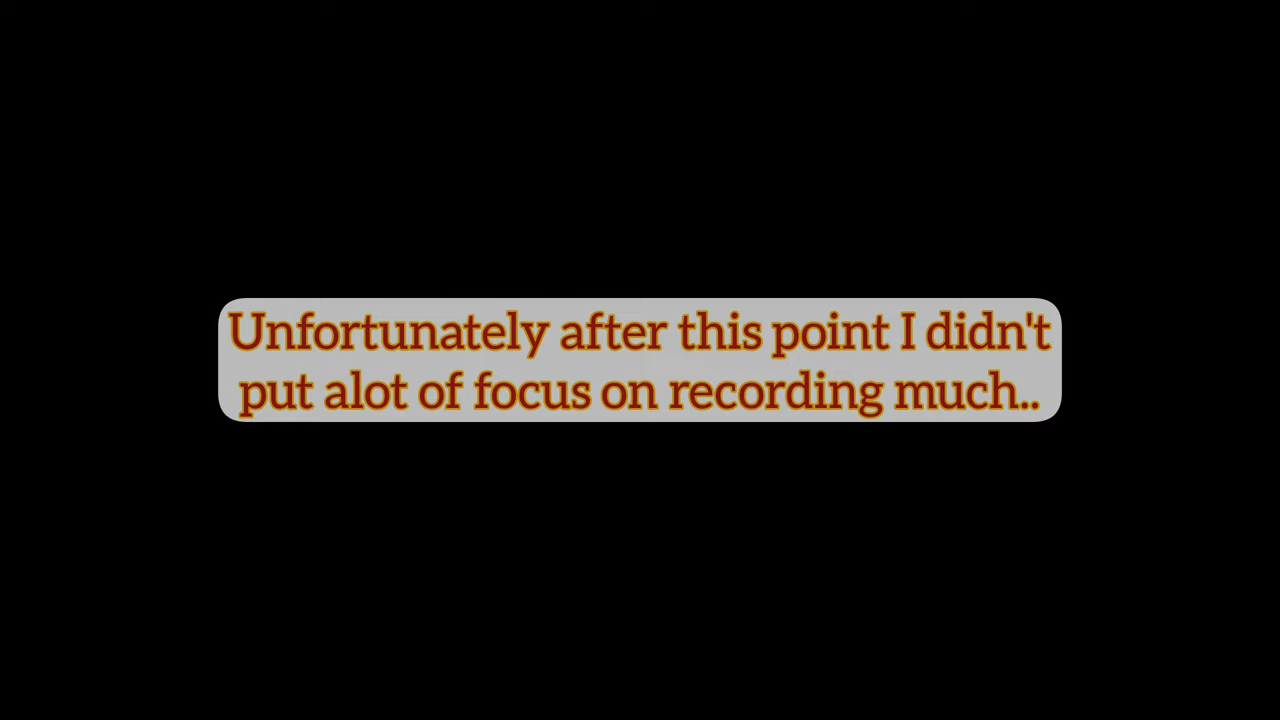 Unfortunately after this point I didn't
put alot of focus on recording much..